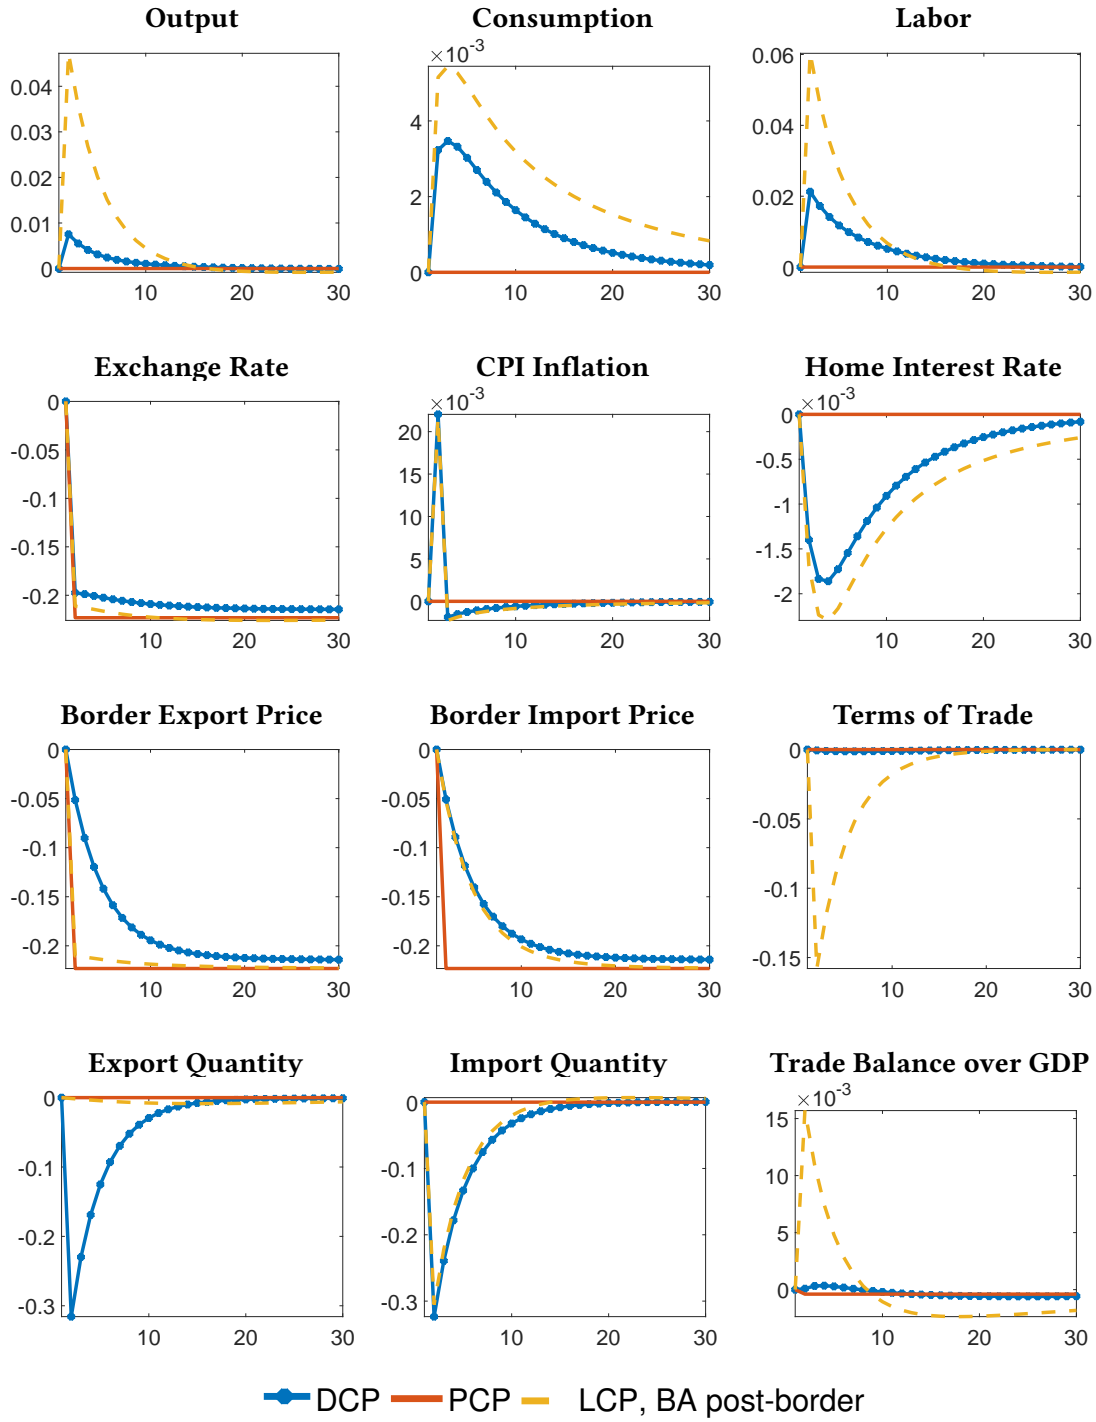 Output
0.04
0.03
0.02
0.01
0
10 20 30
Consumption
×10⁻³
4
2
0
10 20 30
Labor
0.06
0.04
0.02
0
10 20 30
Exchange Rate
0
-0.05
-0.1
-0.15
-0.2
10 20 30
CPI Inflation
×10⁻³
20
15
10
5
0
10 20 30
Home Interest Rate
×10⁻³
0
-0.5
-1
-1.5
-2
10 20 30
Border Export Price
0
-0.05
-0.1
-0.15
-0.2
10 20 30
Border Import Price
0
-0.05
-0.1
-0.15
-0.2
10 20 30
Terms of Trade
0
-0.05
-0.1
-0.15
10 20 30
Export Quantity
0
-0.1
-0.2
-0.3
10 20 30
Import Quantity
0
-0.1
-0.2
-0.3
10 20 30
Trade Balance over GDP
×10⁻³
15
10
5
0
10 20 30
DCP PCP LCP, BA post-border